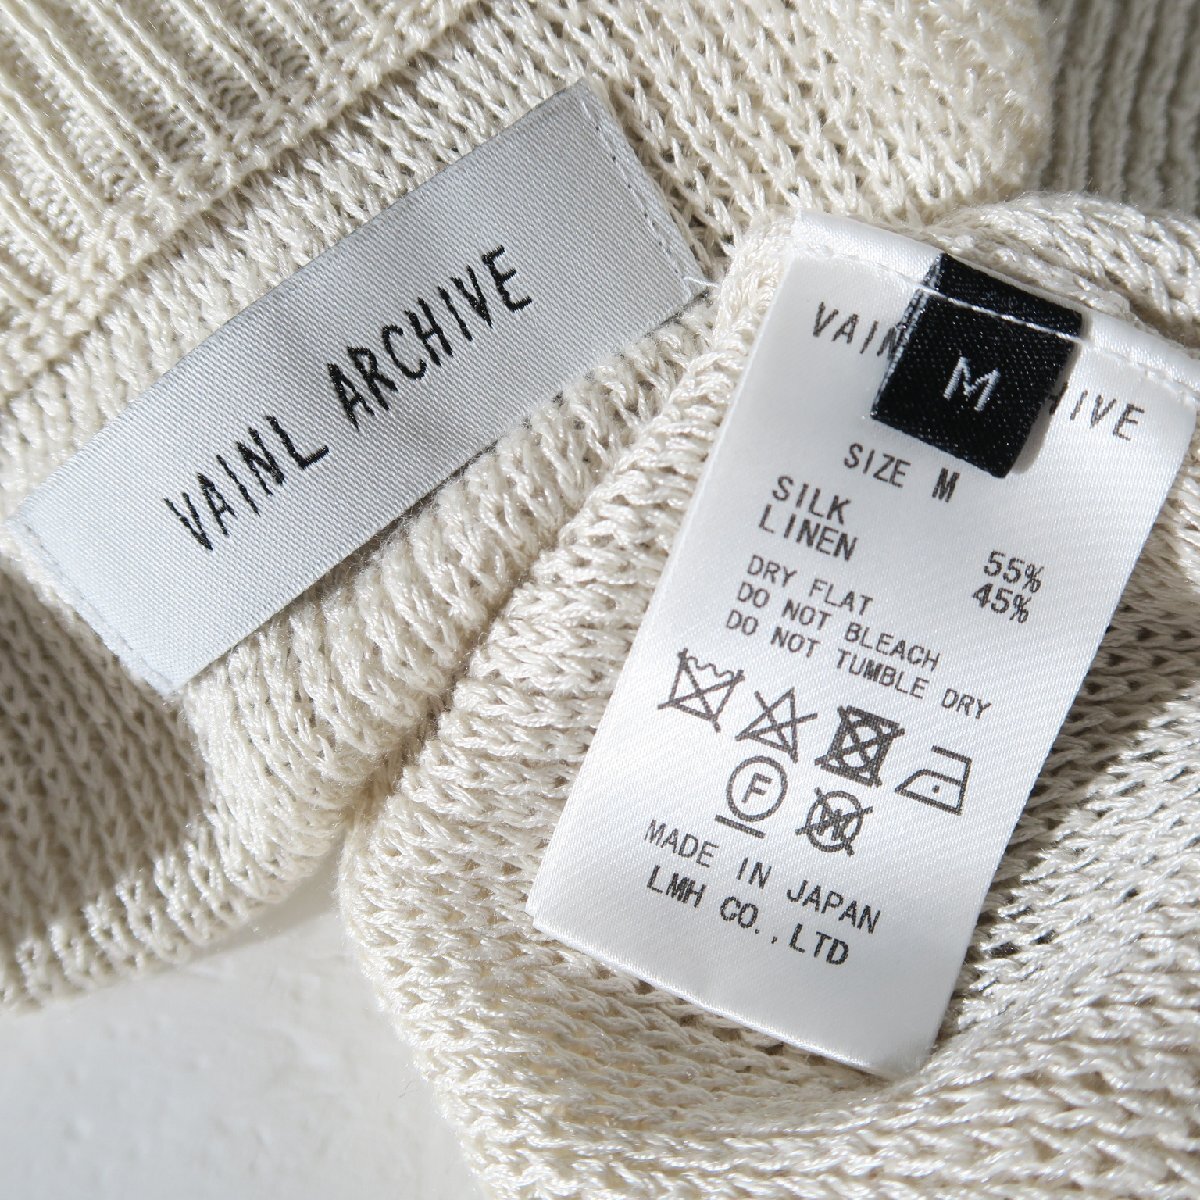 VAINL ARCHIVE
VAIN CHIVE
M
SIZE M
SILK 55%
LINEN 45%
DRY FLAT
DO NOT BLEACH
DO NOT TUMBLE DRY
F
MADE IN JAPAN
LMH CO.,LTD